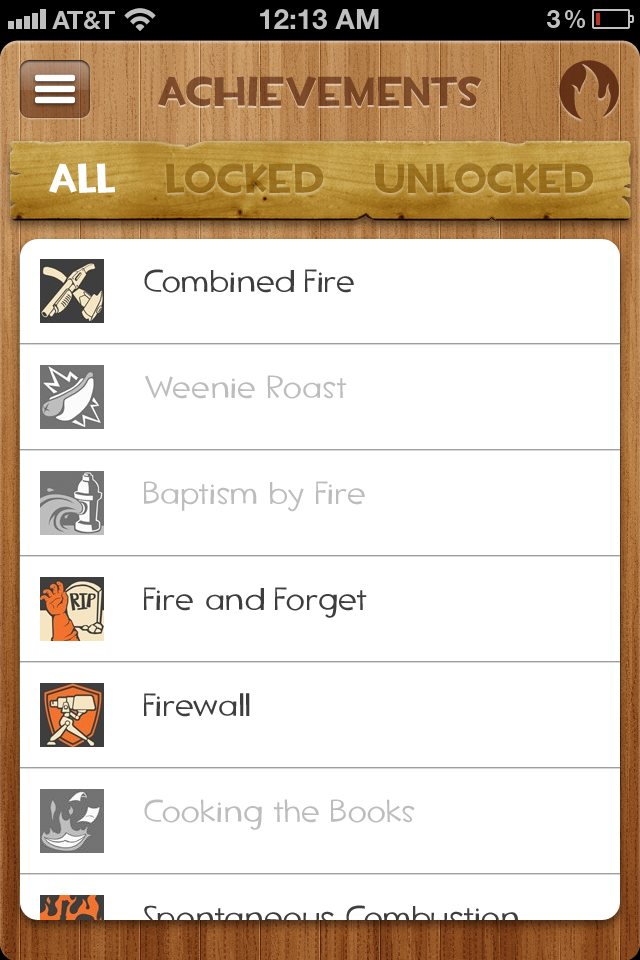 AT&T 12:13 AM 3%
ACHIEVEMENTS
ALL LOCKED UNLOCKED
Combined Fire
Weenie Roast
Baptism by Fire
RIP
Fire and Forget
Firewall
Cooking the Books
Spontaneous Combustion